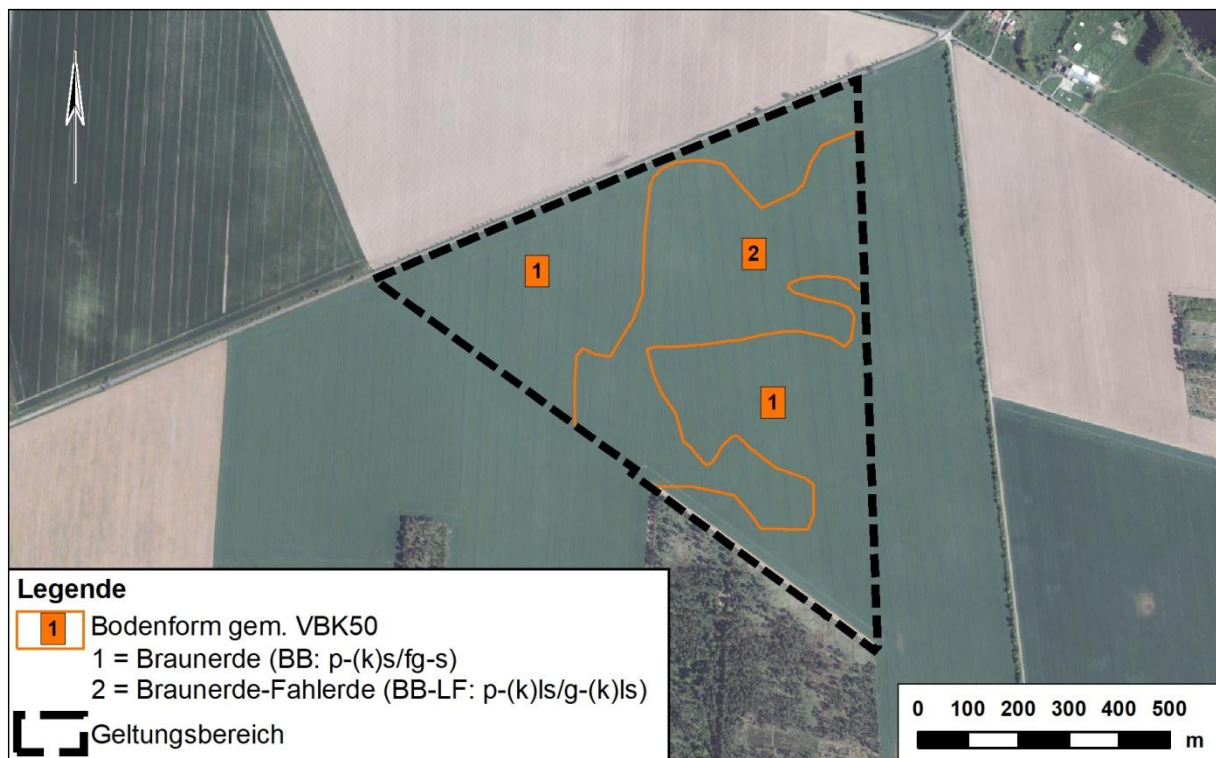 1
2
1
Legende
1 Bodenform gem. VBK50
1 = Braunerde (BB: p-(k)s/fg-s)
2 = Braunerde-Fahlerde (BB-LF: p-(k)ls/g-(k)ls)
Geltungsbereich
0 100 200 300 400 500
m